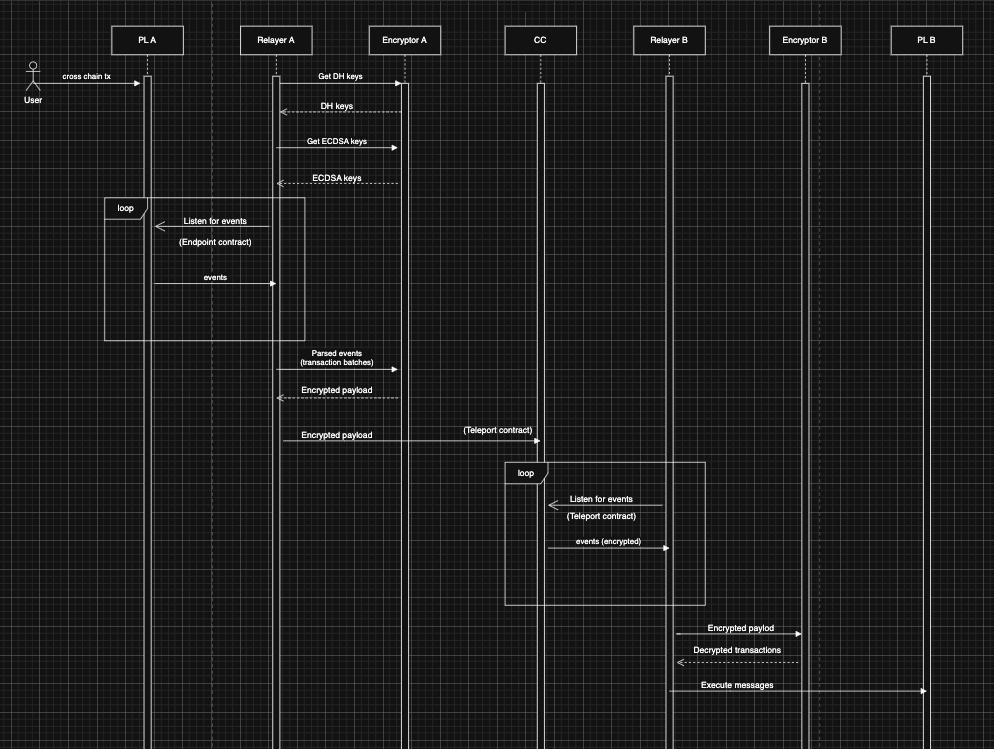 PL A
Relayer A
Encryptor A
CC
Relayer B
Encryptor B
PL B
cross chain tx
User
Get DH keys
DH keys
Get ECDSA keys
ECDSA keys
loop
Listen for events
(Endpoint contract)
events
Parsed events
(transaction batches)
Encrypted payload
Encrypted payload
(Teleport contract)
loop
Listen for events
(Teleport contract)
events (encrypted)
Encrypted paylod
Decrypted transactions
Execute messages